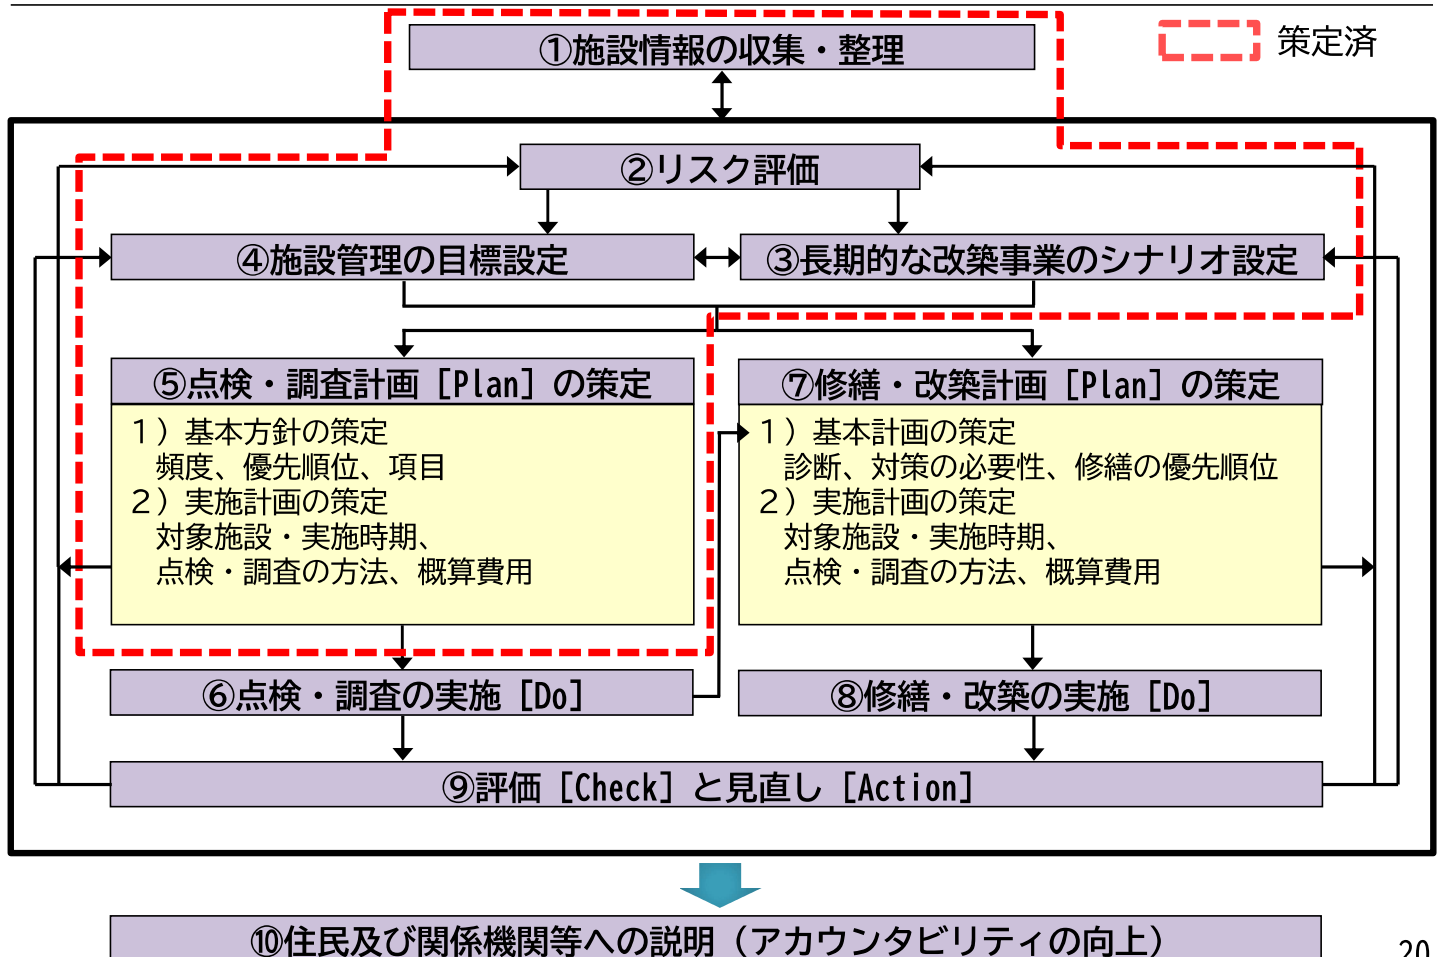 ①施設情報の収集・整理
策定済
②リスク評価
④施設管理の目標設定
③長期的な改築事業のシナリオ設定
⑤点検・調査計画［Plan］の策定
１）基本方針の策定
頻度、優先順位、項目
２）実施計画の策定
対象施設・実施時期、
点検・調査の方法、概算費用
⑦修繕・改築計画［Plan］の策定
１）基本計画の策定
診断、対策の必要性、修繕の優先順位
２）実施計画の策定
対象施設・実施時期、
点検・調査の方法、概算費用
⑥点検・調査の実施［Do］
⑧修繕・改築の実施［Do］
⑨評価［Check］と見直し［Action］
⑩住民及び関係機関等への説明（アカウンタビリティの向上）
20